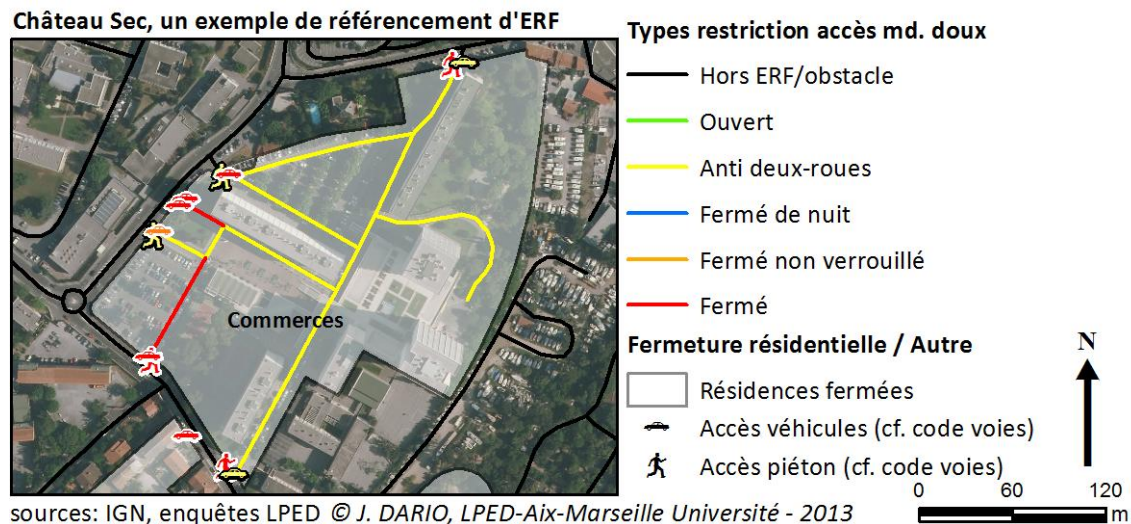 Château Sec, un exemple de référencement d'ERF
Commerces
Types restriction accès md. doux
Hors ERF/obstacle
Ouvert
Anti deux-roues
Fermé de nuit
Fermé non verrouillé
Fermé
Fermeture résidentielle / Autre
N
Résidences fermées
Accès véhicules (cf. code voies)
Accès piéton (cf. code voies)
0 60 120
m
sources: IGN, enquêtes LPED © J. DARIO, LPED-Aix-Marseille Université - 2013